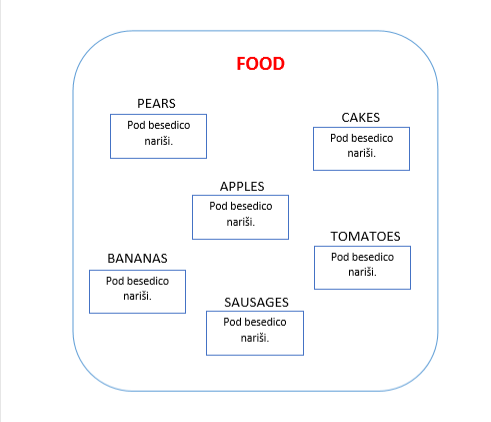 FOOD
PEARS
Pod besedico
nariši.
CAKES
Pod besedico
nariši.
APPLES
Pod besedico
nariši.
TOMATOES
Pod besedico
nariši.
BANANAS
Pod besedico
nariši.
SAUSAGES
Pod besedico
nariši.